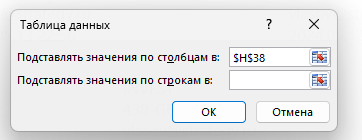 Таблица данных
Подставлять значения по столбцам в: $H$38
Подставлять значения по строкам в:
ОК Отмена